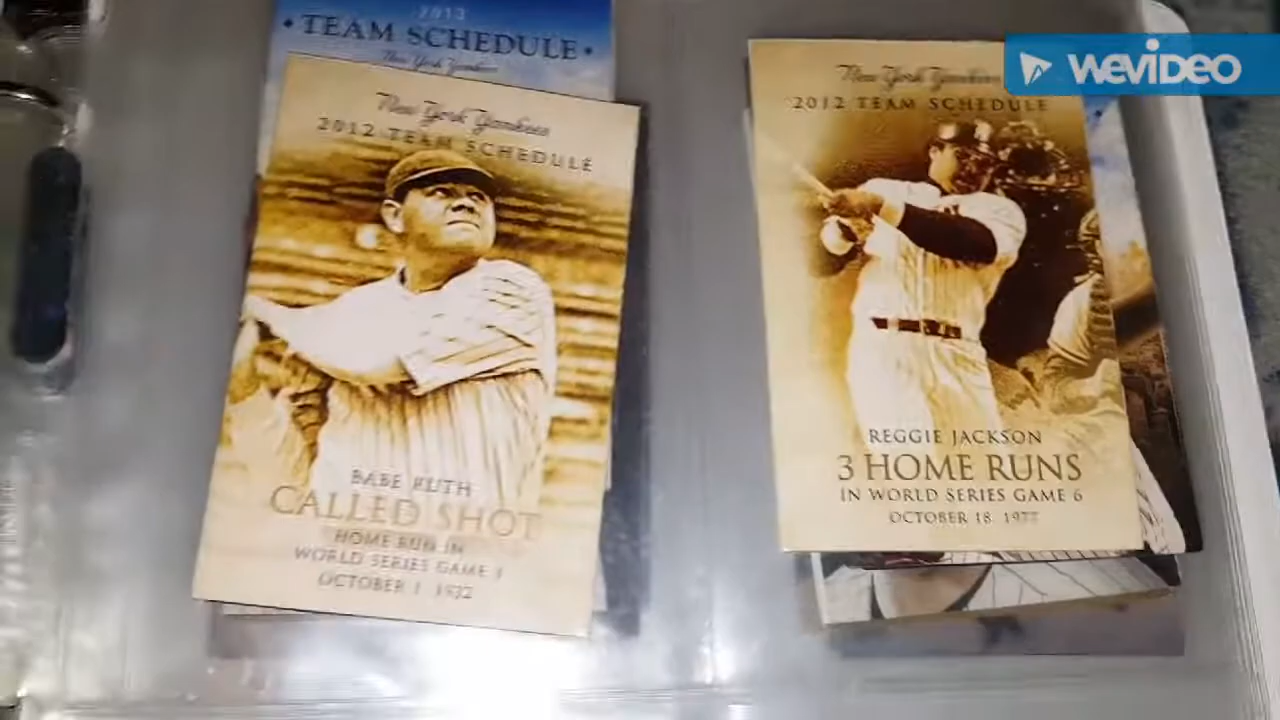 2013
• TEAM SCHEDULE •
New York Yankees
New York Yankees
2012 TEAM SCHEDULE
BABE RUTH
CALLED SHOT
HOME RUN IN
WORLD SERIES GAME 3
OCTOBER 1, 1932
New York Yankees
2012 TEAM SCHEDULE
REGGIE JACKSON
3 HOME RUNS
IN WORLD SERIES GAME 6
OCTOBER 18, 1977
WEVIDEO